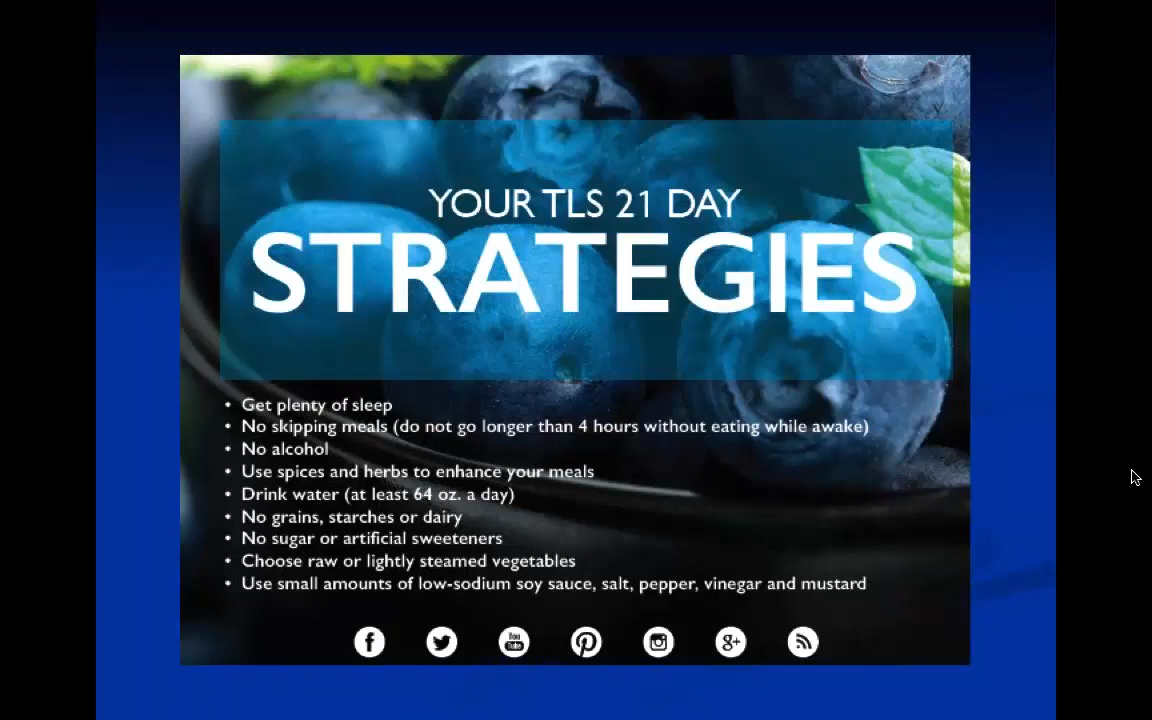 YOUR TLS 21 DAY
STRATEGIES
• Get plenty of sleep
• No skipping meals (do not go longer than 4 hours without eating while awake)
• No alcohol
• Use spices and herbs to enhance your meals
• Drink water (at least 64 oz. a day)
• No grains, starches or dairy
• No sugar or artificial sweeteners
• Choose raw or lightly steamed vegetables
• Use small amounts of low-sodium soy sauce, salt, pepper, vinegar and mustard
f You Tube g+